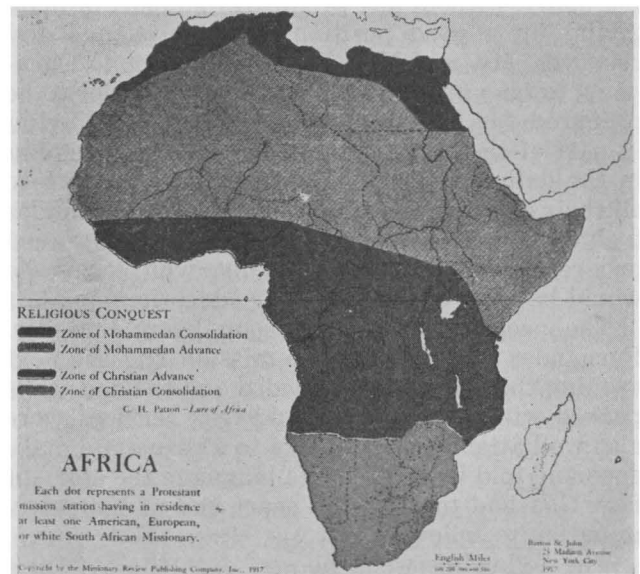 RELIGIOUS CONQUEST
Zone of Mohammedan Consolidation
Zone of Mohammedan Advance
Zone of Christian Advance
Zone of Christian Consolidation
C. H. Patton—Lure of Africa
AFRICA
Each dot represents a Protestant
mission station having in residence
at least one American, European,
or white South African Missionary.
Copyright by the Missionary Review Publishing Company, Inc., 1917
English Miles
Burton St. John
25 Madison Avenue
New York City
1917